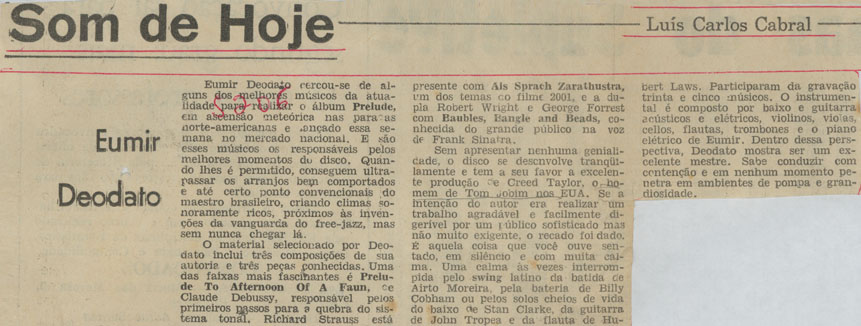 Som de Hoje
Luís Carlos Cabral
Eumir
Deodato
Eumir Deodato cercou-se de al-
guns dos melhores músicos da atua-
lidade para realizar o álbum Prelude,
em ascensão meteórica nas paradas
norte-americanas e lançado essa se-
mana no mercado nacional. E são
esses músicos os responsáveis pelos
melhores momentos do disco. Quan-
do lhes é permitido, conseguem ultra-
passar os arranjos bem comportados
e até certo ponto convencionais do
maestro brasileiro, criando climas so-
noramente ricos, próximos às inven-
ções da vanguarda do free-jazz, mas
sem nunca chegar lá.
O material selecionado por Deo-
dato inclui três composições de sua
autoria e três peças conhecidas. Uma
das faixas mais fascinantes é Prelu-
de To Afternoon Of A Faun, de
Claude Debussy, responsável pelos
primeiros passos para a quebra do sis-
tema tonal. Richard Strauss está
presente com Als Sprach Zarathustra,
um dos temas do filme 2001, e a du-
pla Robert Wright e George Forrest
com Baubles, Bangle and Beads, co-
nhecida do grande público na voz
de Frank Sinatra.
Sem apresentar nenhuma geniali-
dade, o disco se desenvolve tranqüi-
lamente e tem a seu favor a excelen-
te produção de Creed Taylor, o ho-
mem de Tom Jobim nos EUA. Se a
intenção do autor era realizar um
trabalho agradável e facilmente di-
gerível por um público sofisticado mas
não muito exigente, o recado foi dado.
É aquela coisa que você ouve sen-
tado, em silêncio e com muita cal-
ma. Uma calma às vezes interrom-
pida pelo swing latino da batida de
Airto Moreira, pela bateria de Billy
Cobham ou pelos solos cheios de vida
do baixo de Stan Clarke, da guitarra
de John Tropea e da flauta de Hu-
bert Laws. Participaram da gravação
trinta e cinco músicos. O instrumen-
tal é composto por baixo e guitarra
acústicos e elétricos, violinos, violas,
cellos, flautas, trombones e o piano
elétrico de Eumir. Dentro dessa pers-
pectiva, Deodato mostra ser um ex-
celente mestre. Sabe conduzir com
contenção e em nenhum momento pe-
netra em ambientes de pompa e gran-
diosidade.